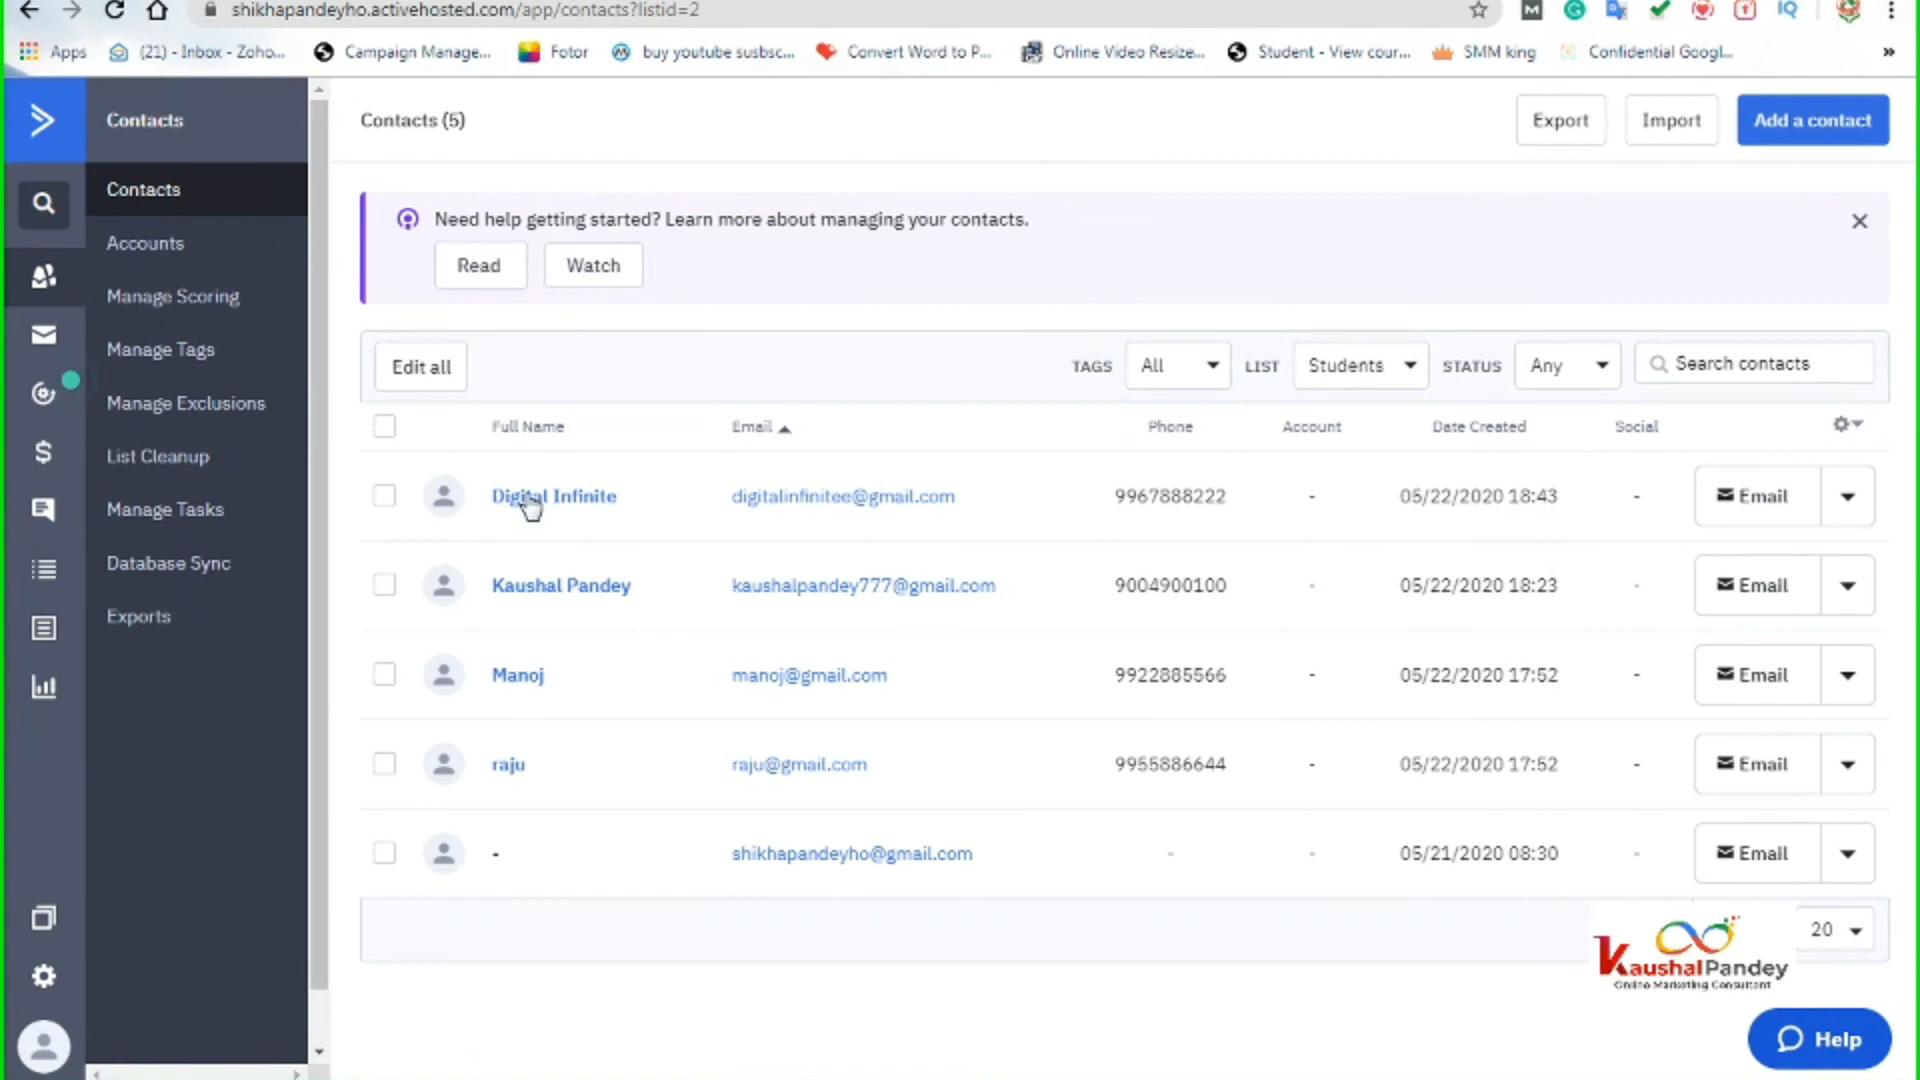 shikhapandeyho.activehosted.com/app/contacts?listid=2
Apps (21) - Inbox - Zoho... Campaign Manage... Fotor buy youtube susbsc... Convert Word to P... Online Video Resize... Student - View cour... SMM king Confidential Googl... »
Contacts
Contacts
Accounts
Manage Scoring
Manage Tags
Manage Exclusions
List Cleanup
Manage Tasks
Database Sync
Exports
Contacts (5)
Export Import Add a contact
Need help getting started? Learn more about managing your contacts.
Read Watch
Edit all TAGS All LIST Students STATUS Any Search contacts
Full Name Email Phone Account Date Created Social
Digital Infinite digitalinfinitee@gmail.com 9967888222 - 05/22/2020 18:43 - Email
Kaushal Pandey kaushalpandey777@gmail.com 9004900100 - 05/22/2020 18:23 - Email
Manoj manoj@gmail.com 9922885566 - 05/22/2020 17:52 - Email
raju raju@gmail.com 9955886644 - 05/22/2020 17:52 - Email
- shikhapandeyho@gmail.com - - 05/21/2020 08:30 - Email
20
KaushalPandey
Online Marketing Consultant
Help